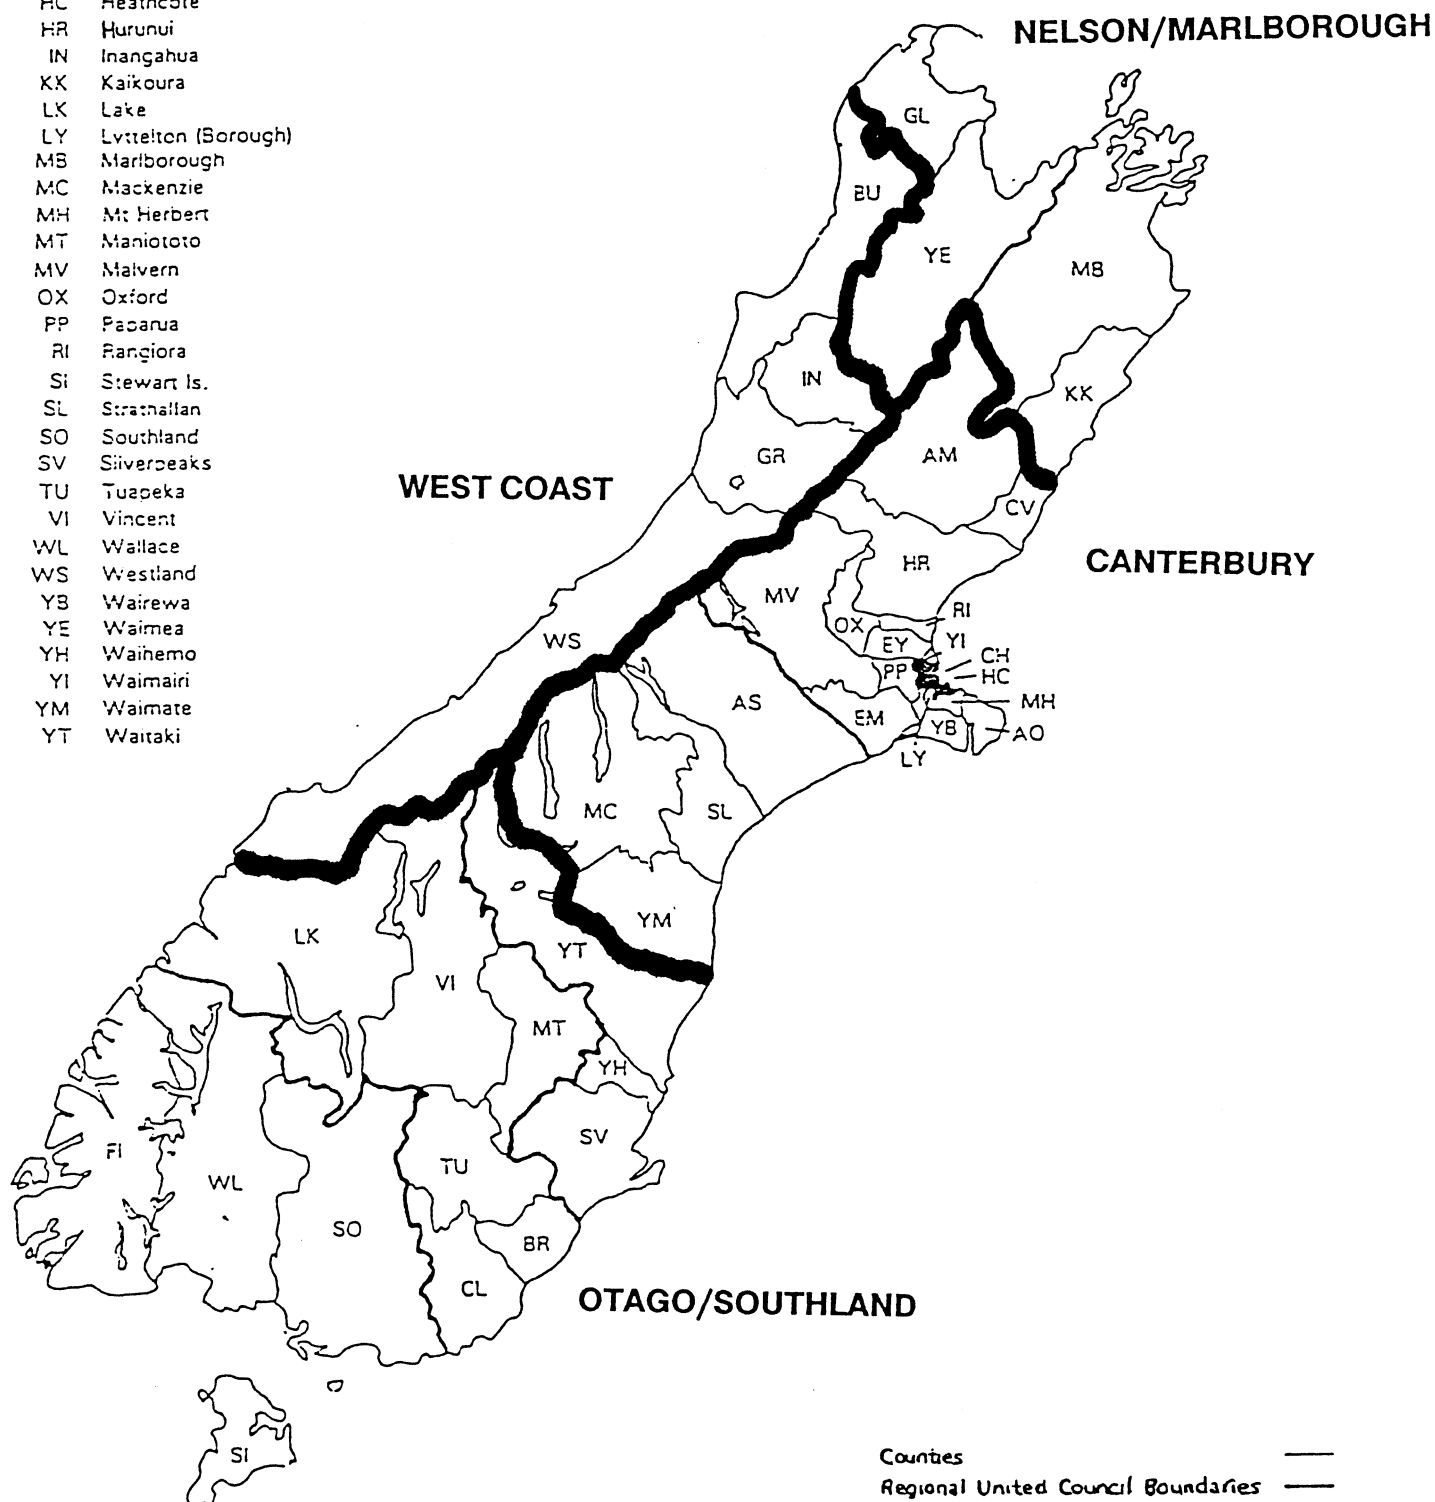 HC Heathcote
HR Hurunui
IN Inangahua
KK Kaikoura
LK Lake
LY Lyttelton (Borough)
MB Marlborough
MC Mackenzie
MH Mt Herbert
MT Maniototo
MV Malvern
OX Oxford
PP Paparua
RI Rangiora
SI Stewart Is.
SL Strathallan
SO Southland
SV Silverpeaks
TU Tuapeka
VI Vincent
WL Wallace
WS Westland
YB Wairewa
YE Waimea
YH Waihemo
YI Waimairi
YM Waimate
YT Waitaki
NELSON/MARLBOROUGH
GL
BU
YE
MB
IN
KK
GR
AM
WEST COAST
CV
CANTERBURY
HR
MV
RI
OX
EY
YI
WS
CH
PP
HC
AS
MH
EM
YB
AO
LY
MC
SL
YM
LK
YT
VI
MT
YH
SV
FI
TU
WL
SO
BR
CL
OTAGO/SOUTHLAND
SI
Counties
Regional United Council Boundaries